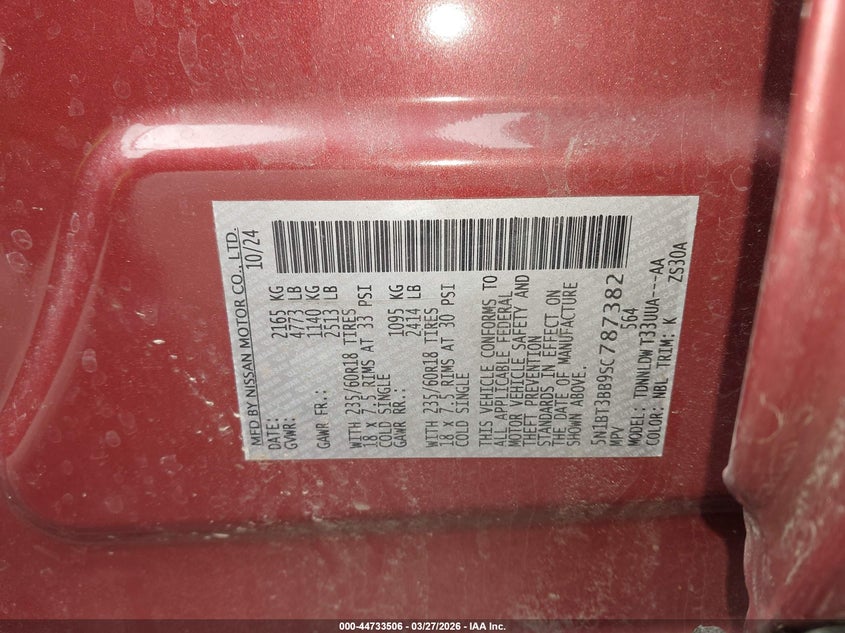 MFD BY NISSAN MOTOR CO., LTD.
DATE: 10/24
GVWR: 2165 KG
4773 LB
GAWR FR.: 1140 KG
2513 LB
WITH 235/60R18 TIRES
18 X 7.5 RIMS AT 33 PSI
COLD SINGLE
GAWR RR.: 1095 KG
2414 LB
WITH 235/60R18 TIRES
18 X 7.5 RIMS AT 30 PSI
COLD SINGLE
THIS VEHICLE CONFORMS TO
ALL APPLICABLE FEDERAL
MOTOR VEHICLE SAFETY AND
THEFT PREVENTION
STANDARDS IN EFFECT ON
THE DATE OF MANUFACTURE
5N1BT3BB9SC787382
MPV 564
MODEL: TDNNLDW T33UUA---AA
COLOR: NBL TRIM: K ZS30A
000-44733506 — 03/27/2026 — IAA Inc.